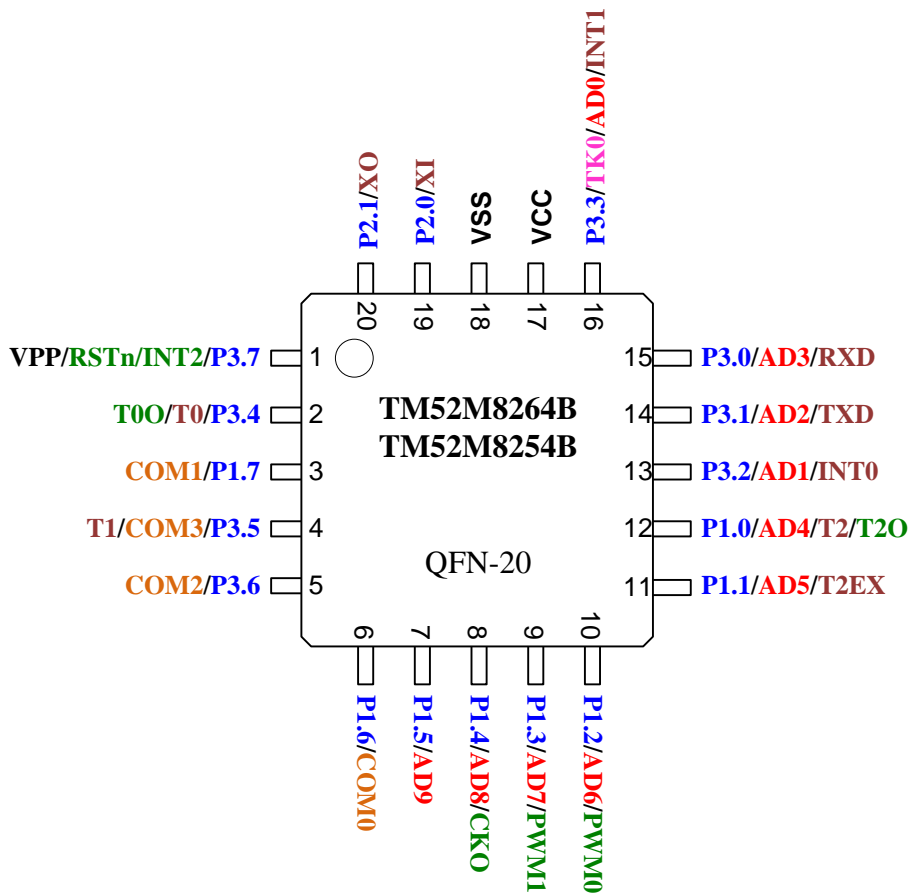 P2.1/XO
P2.0/XI
VSS
VCC
P3.3/TK0/AD0/INT1
20
19
18
17
16
VPP/RSTn/INT2/P3.7
1
T0O/T0/P3.4
2
COM1/P1.7
3
T1/COM3/P3.5
4
COM2/P3.6
5
TM52M8264B
TM52M8254B
QFN-20
15
P3.0/AD3/RXD
14
P3.1/AD2/TXD
13
P3.2/AD1/INT0
12
P1.0/AD4/T2/T2O
11
P1.1/AD5/T2EX
6
7
8
9
10
P1.6/COM0
P1.5/AD9
P1.4/AD8/CKO
P1.3/AD7/PWM1
P1.2/AD6/PWM0